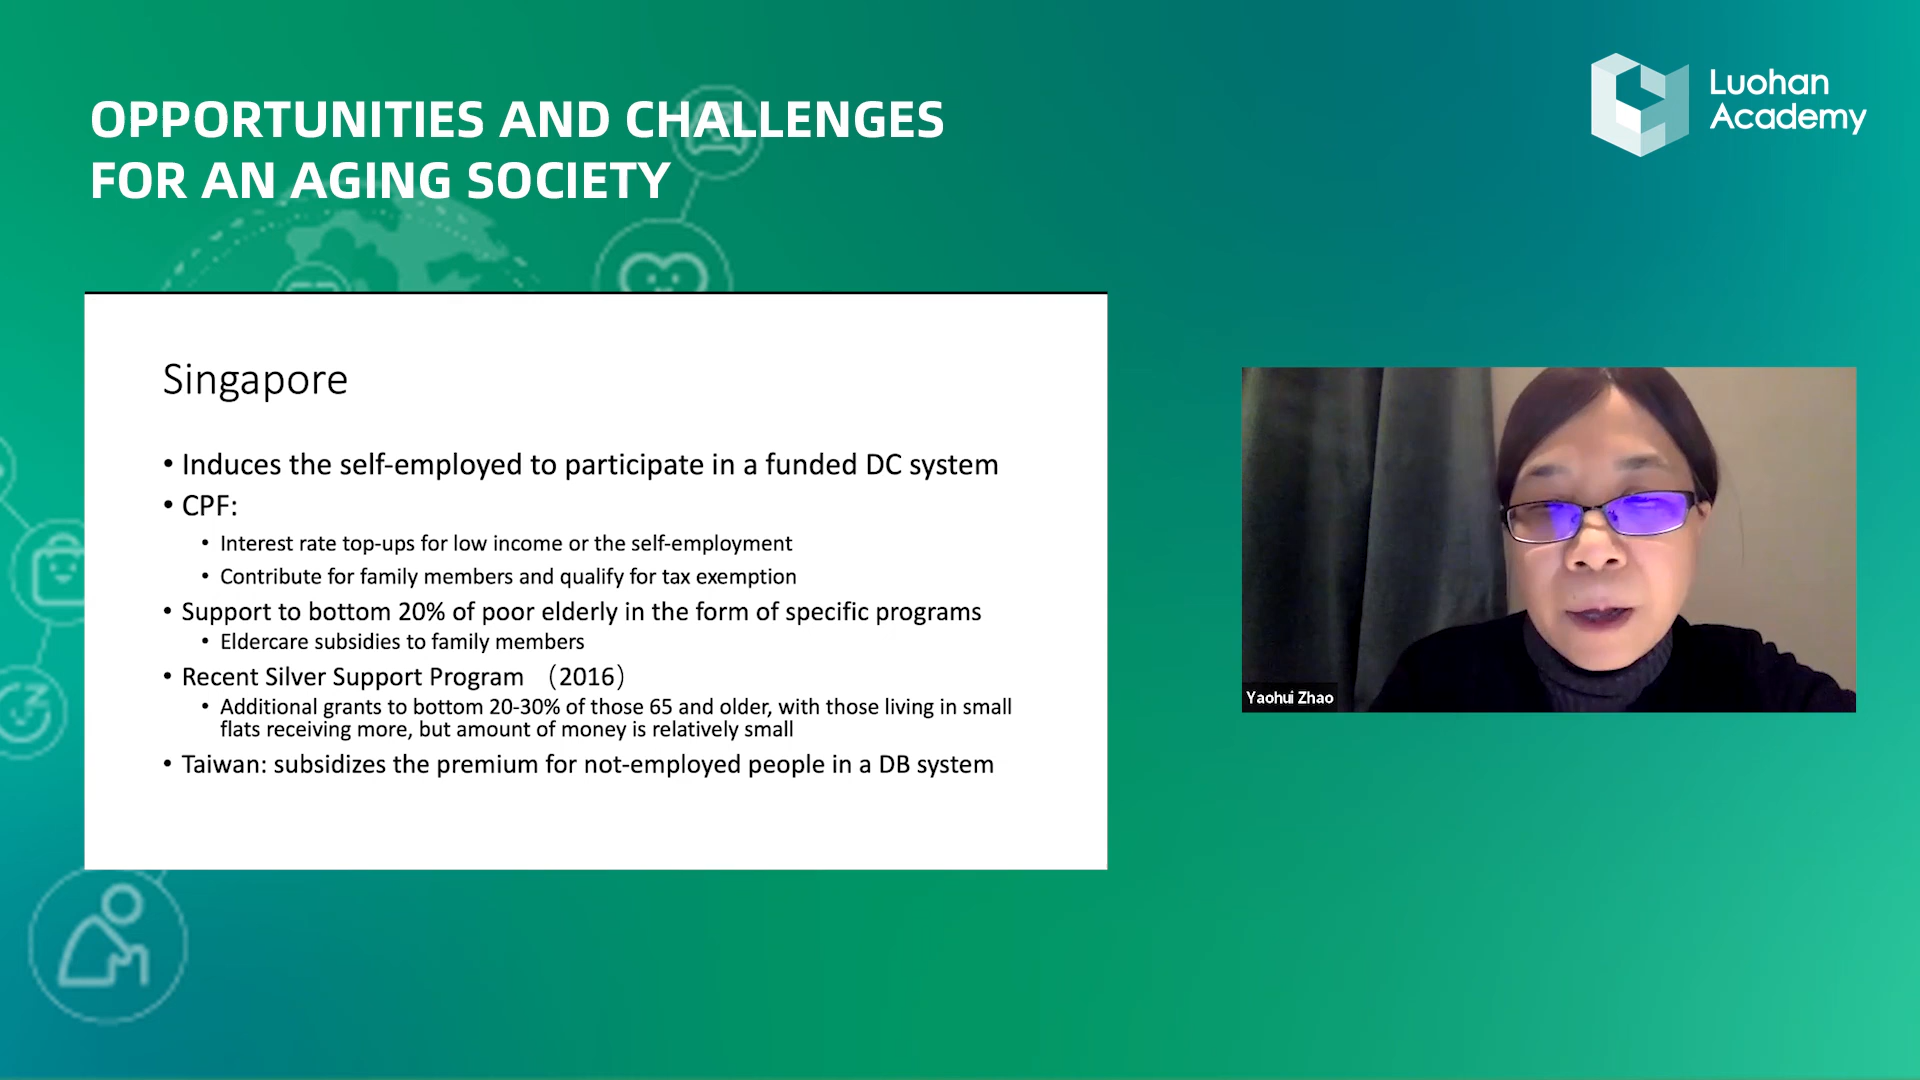 OPPORTUNITIES AND CHALLENGES
FOR AN AGING SOCIETY
Luohan
Academy
Singapore
• Induces the self-employed to participate in a funded DC system
• CPF:
• Interest rate top-ups for low income or the self-employment
• Contribute for family members and qualify for tax exemption
• Support to bottom 20% of poor elderly in the form of specific programs
• Eldercare subsidies to family members
• Recent Silver Support Program （2016）
• Additional grants to bottom 20-30% of those 65 and older, with those living in small
flats receiving more, but amount of money is relatively small
• Taiwan: subsidizes the premium for not-employed people in a DB system
Yaohui Zhao